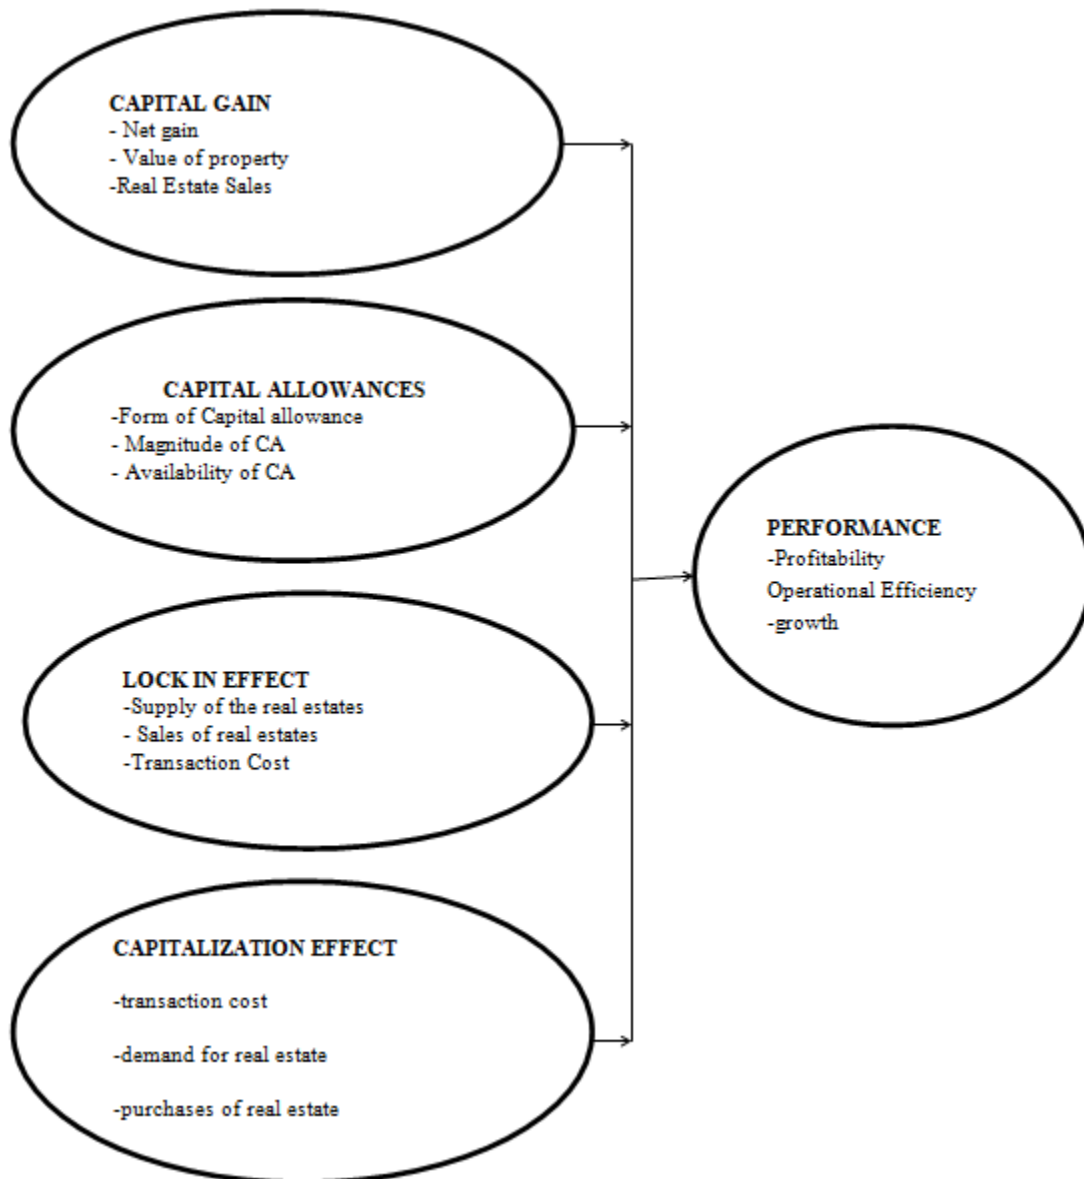 CAPITAL GAIN
- Net gain
- Value of property
-Real Estate Sales
CAPITAL ALLOWANCES
-Form of Capital allowance
- Magnitude of CA
- Availability of CA
LOCK IN EFFECT
-Supply of the real estates
- Sales of real estates
-Transaction Cost
CAPITALIZATION EFFECT
-transaction cost
-demand for real estate
-purchases of real estate
PERFORMANCE
-Profitability
Operational Efficiency
-growth